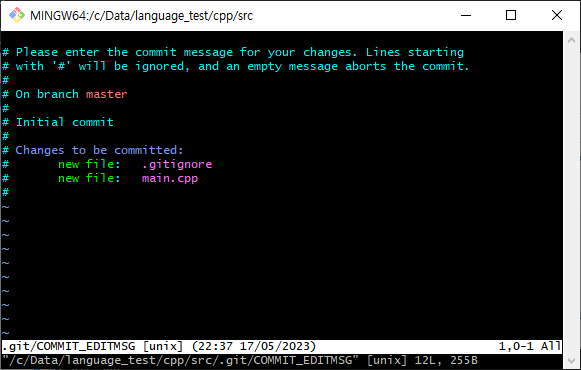 MINGW64:/c/Data/language_test/cpp/src
# Please enter the commit message for your changes. Lines starting
# with '#' will be ignored, and an empty message aborts the commit.
#
# On branch master
#
# Initial commit
#
# Changes to be committed:
#       new file:   .gitignore
#       new file:   main.cpp
#
~
~
~
~
~
~
~
~
~
~
.git/COMMIT_EDITMSG [unix] (22:37 17/05/2023) 1,0-1 All
"/c/Data/language_test/cpp/src/.git/COMMIT_EDITMSG" [unix] 12L, 255B